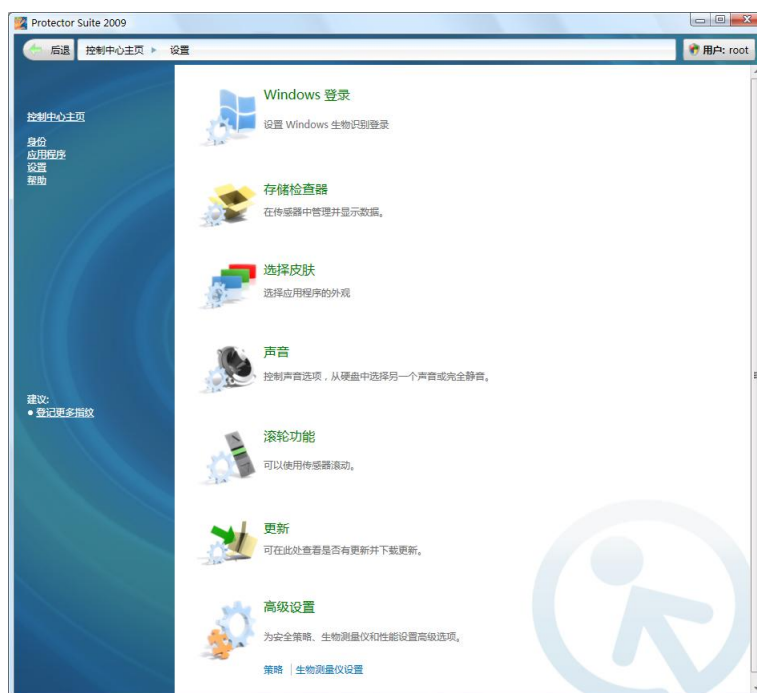 Protector Suite 2009
后退 控制中心主页 设置 用户: root
控制中心主页
身份
应用程序
设置
帮助
建议:
• 登记更多指纹
Windows 登录
设置 Windows 生物识别登录
存储检查器
在传感器中管理并显示数据。
选择皮肤
选择应用程序的外观
声音
控制声音选项，从硬盘中选择另一个声音或完全静音。
滚轮功能
可以使用传感器滚动。
更新
可在此处查看是否有更新并下载更新。
高级设置
为安全策略、生物测量仪和性能设置高级选项。
策略 | 生物测量仪设置